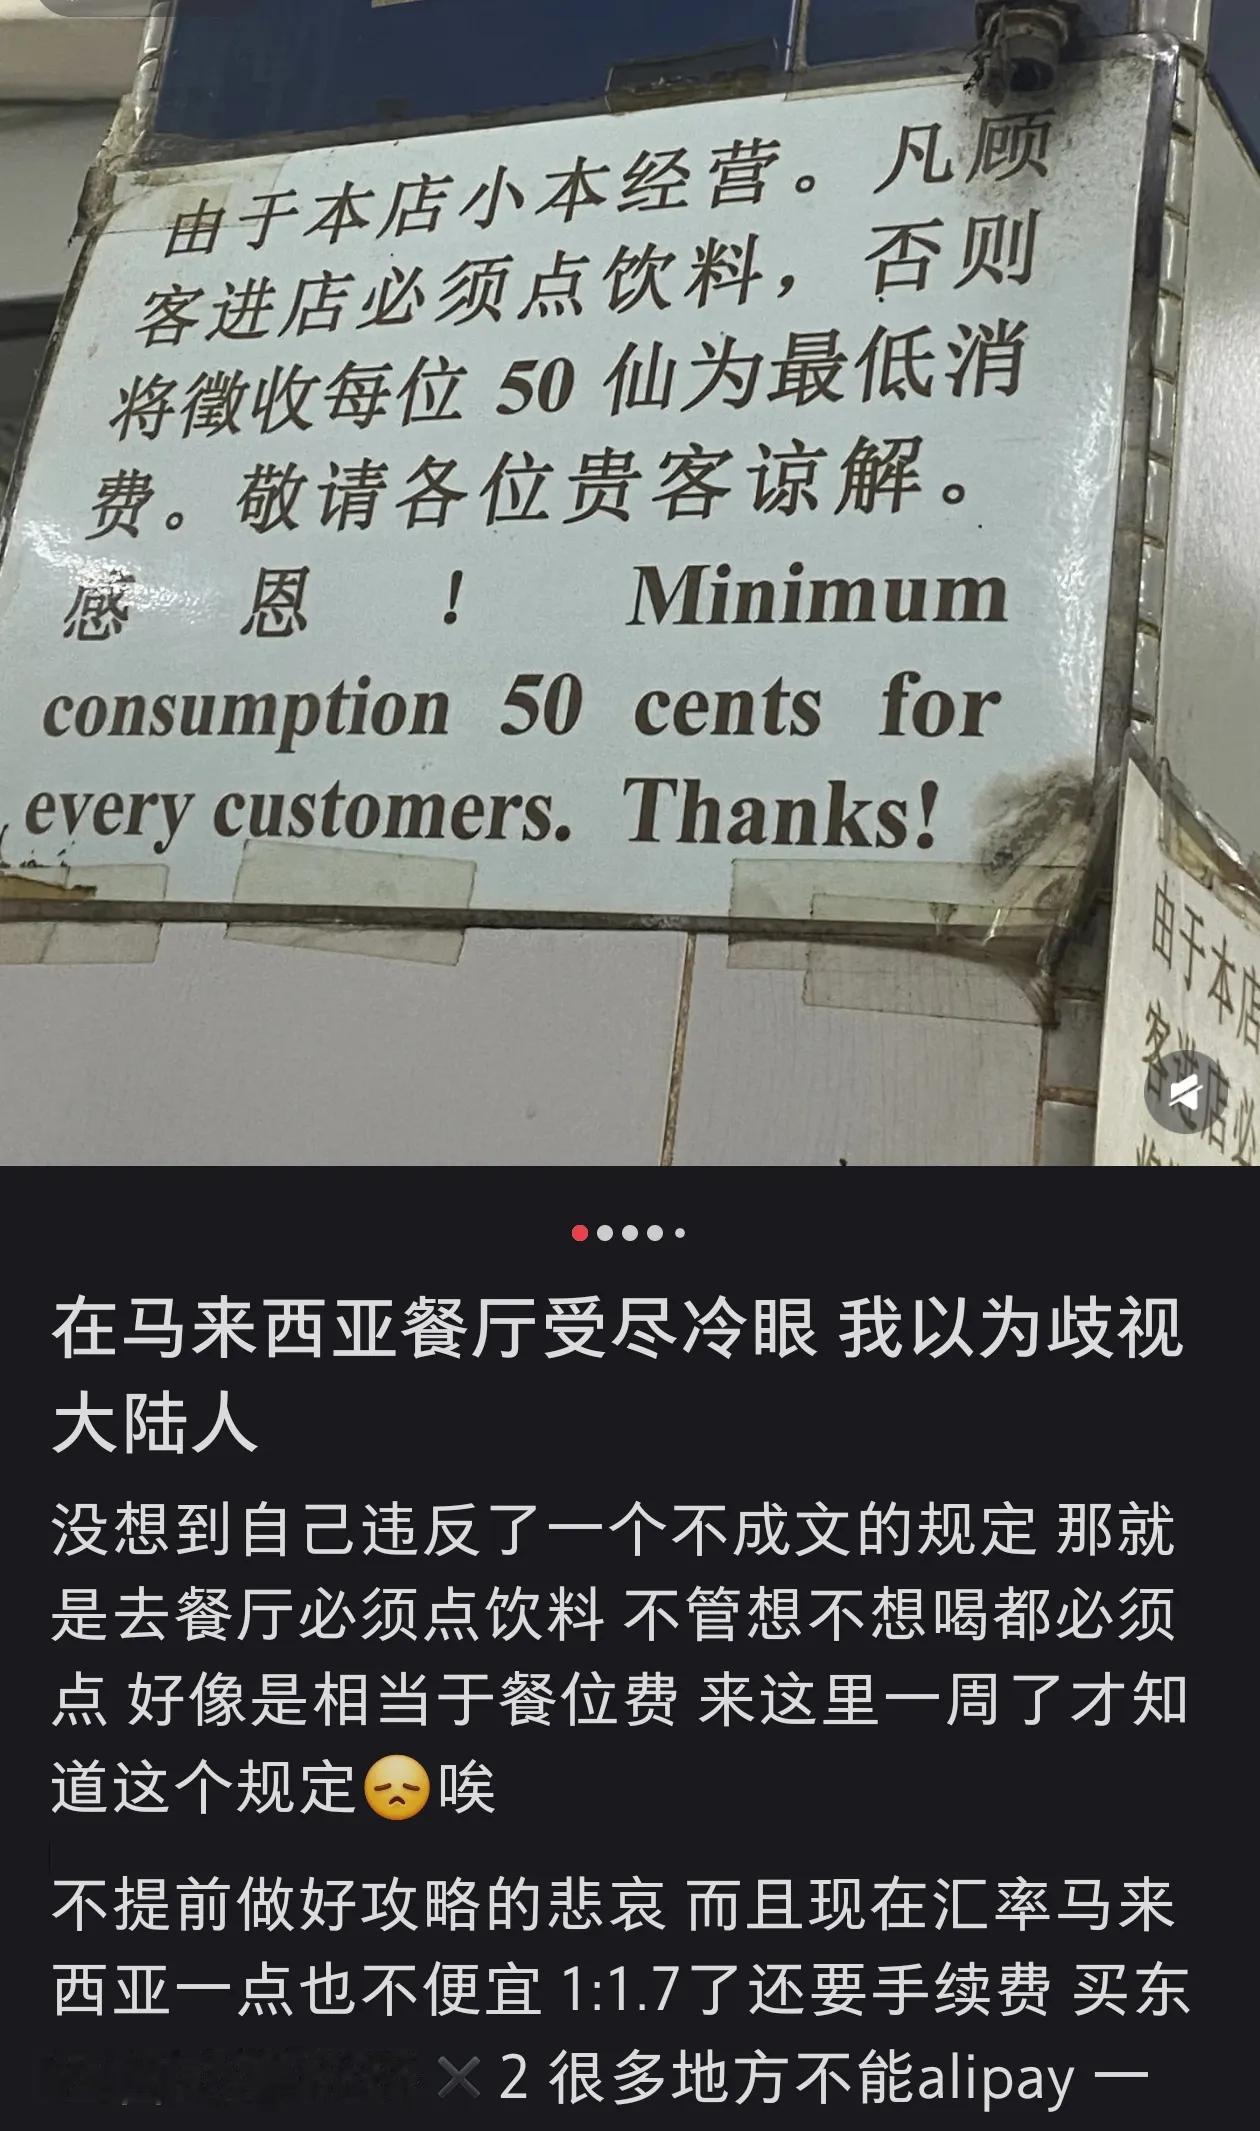 由于本店小本经营。凡顾
客进店必须点饮料，否则
将徵收每位 50 仙为最低消
费。敬请各位贵客谅解。
感恩！ Minimum
consumption 50 cents for
every customers. Thanks!
由于本店
客进店必
在马来西亚餐厅受尽冷眼 我以为歧视
大陆人
没想到自己违反了一个不成文的规定 那就
是去餐厅必须点饮料 不管想不想喝都必须
点 好像是相当于餐位费 来这里一周了才知
道这个规定😞唉
不提前做好攻略的悲哀 而且现在汇率马来
西亚一点也不便宜 1:1.7了还要手续费 买东
✖️ 2 很多地方不能alipay 一